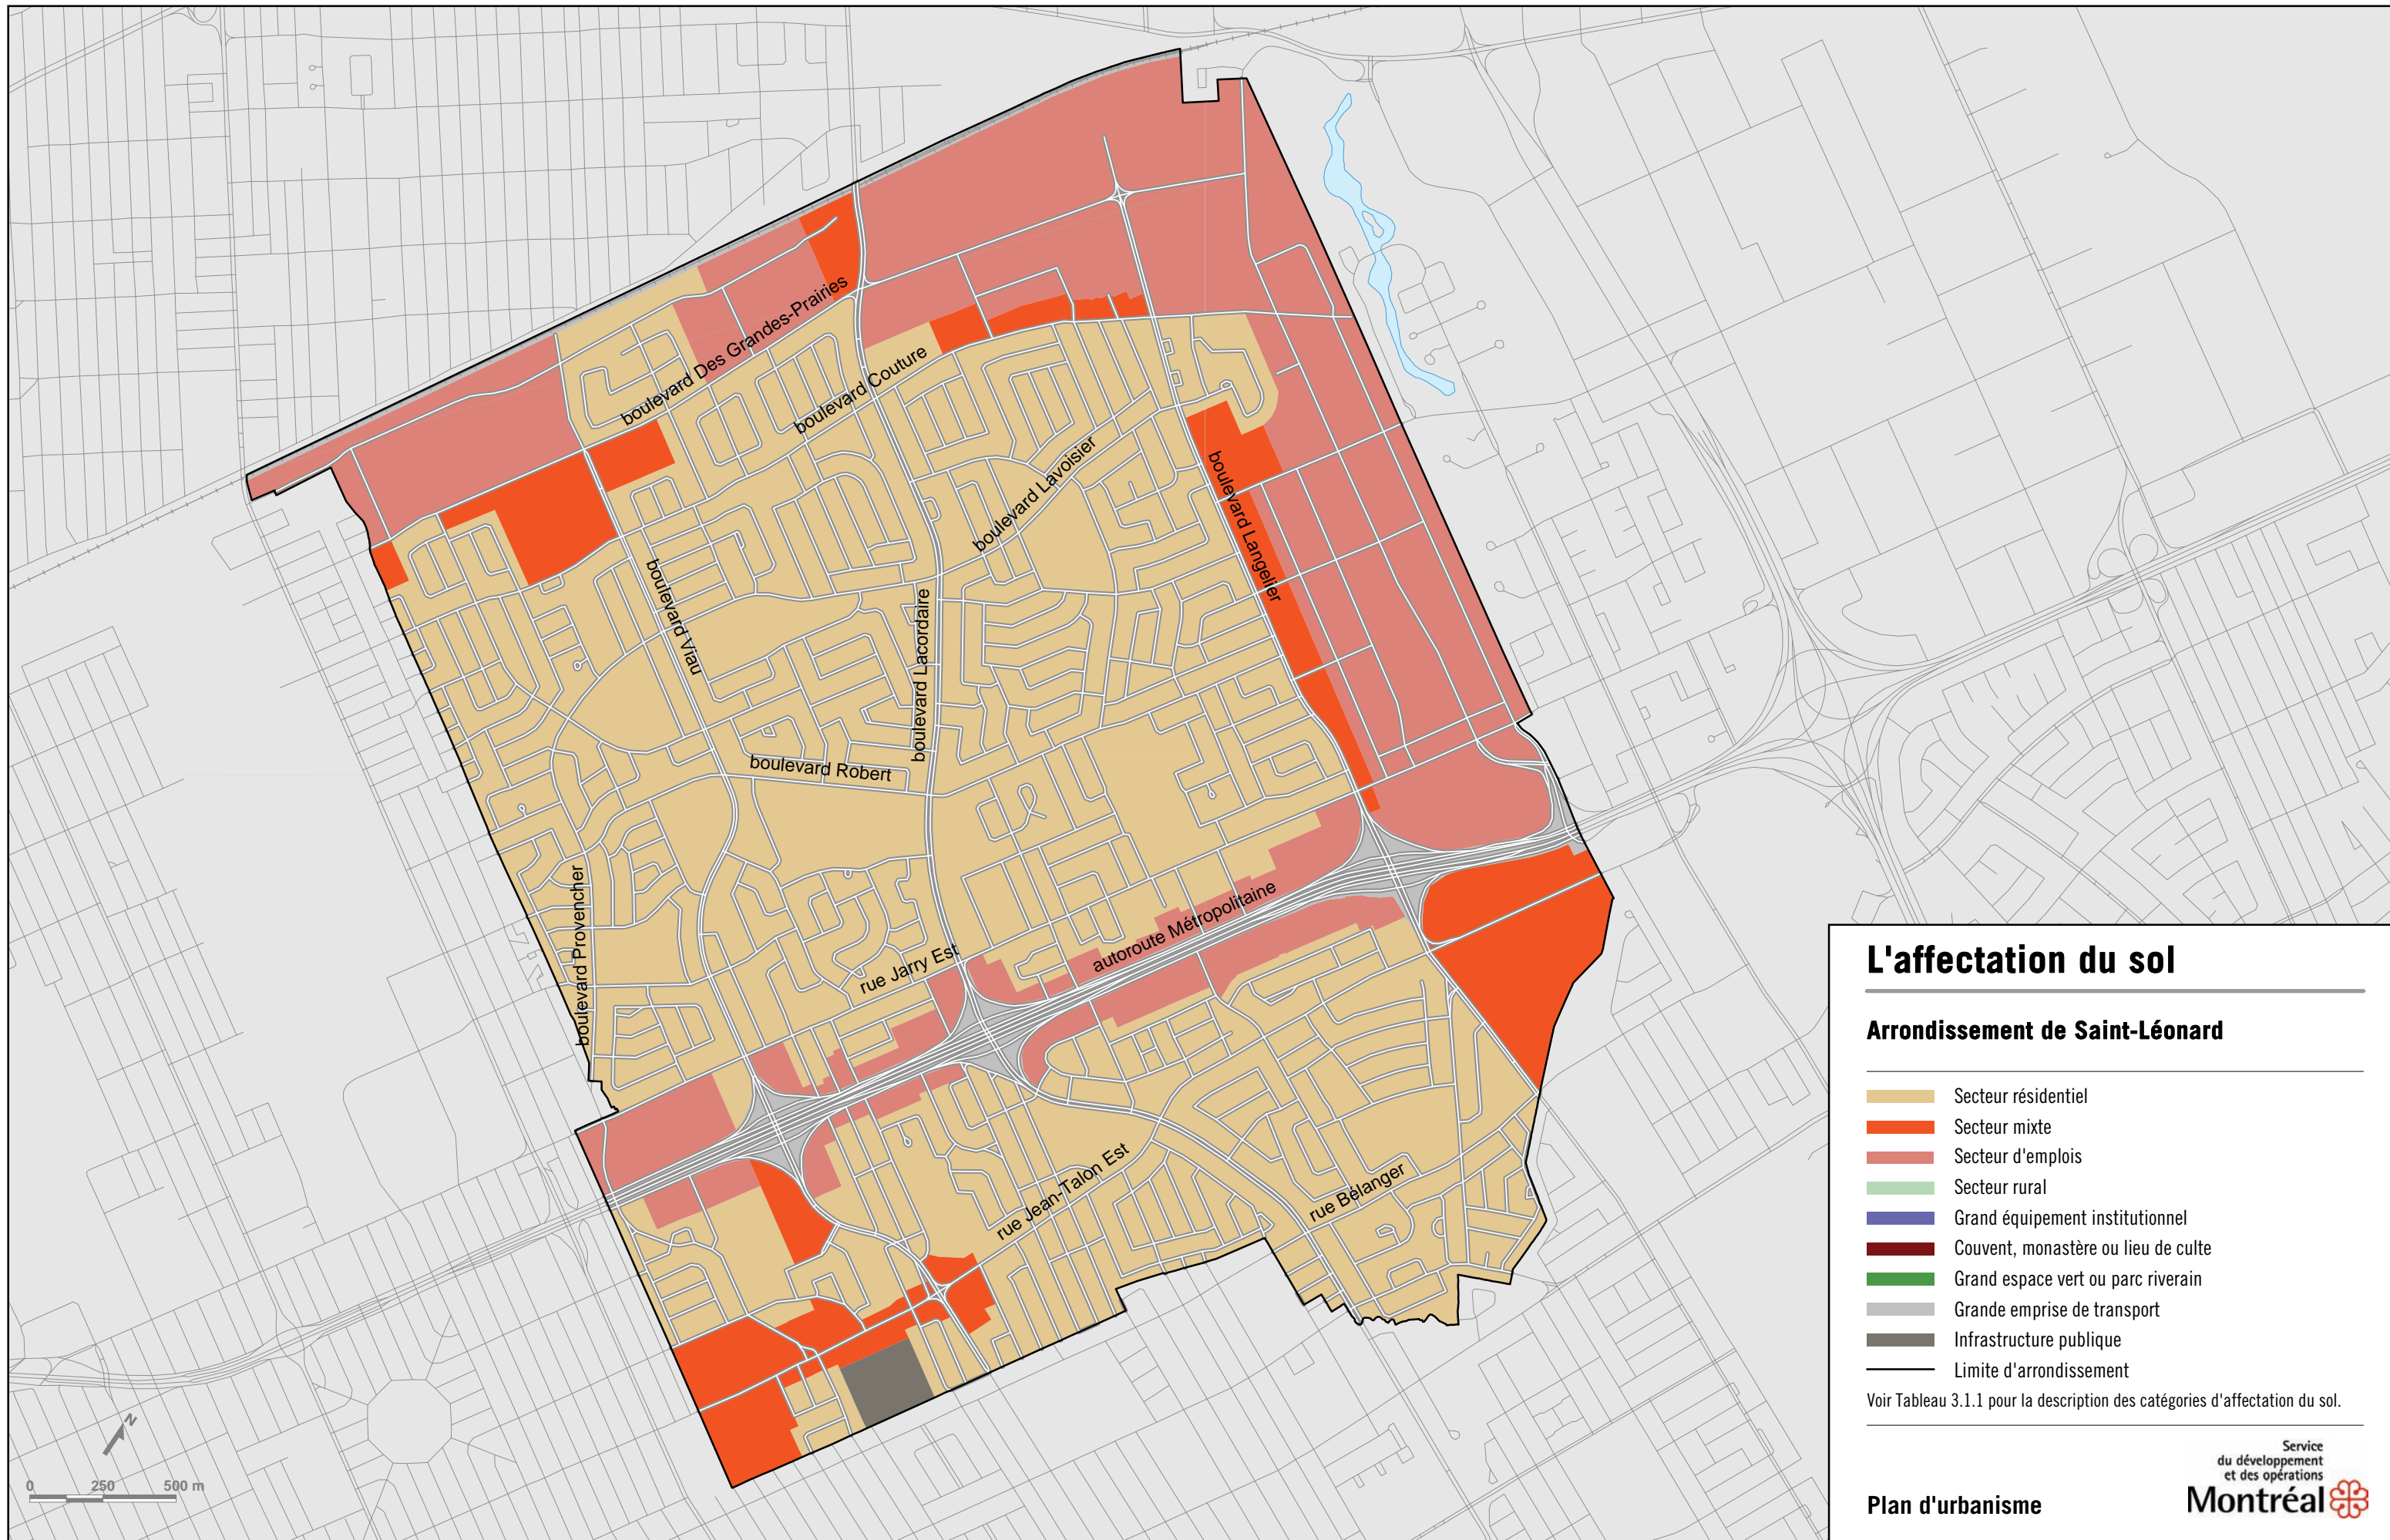 boulevard Des Grandes-Prairies
boulevard Couture
boulevard Lavoisier
boulevard Langelier
boulevard Viau
boulevard Lacordaire
boulevard Robert
boulevard Provencher
rue Jarry Est
autoroute Métropolitaine
rue Jean-Talon Est
rue Bélanger
N
0 250 500 m
L'affectation du sol
Arrondissement de Saint-Léonard
Secteur résidentiel
Secteur mixte
Secteur d'emplois
Secteur rural
Grand équipement institutionnel
Couvent, monastère ou lieu de culte
Grand espace vert ou parc riverain
Grande emprise de transport
Infrastructure publique
Limite d'arrondissement
Voir Tableau 3.1.1 pour la description des catégories d'affectation du sol.
Service
du développement
et des opérations
Montréal
Plan d'urbanisme